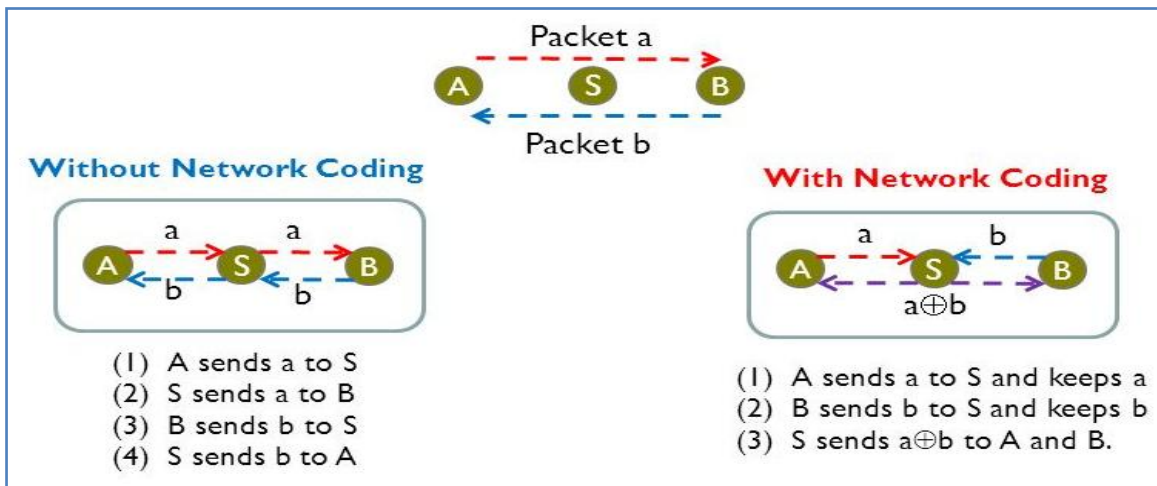 Packet a
A S B
Packet b
Without Network Coding
a a
A S B
b b
(1) A sends a to S
(2) S sends a to B
(3) B sends b to S
(4) S sends b to A
With Network Coding
a b
A S B
a⊕b
(1) A sends a to S and keeps a
(2) B sends b to S and keeps b
(3) S sends a⊕b to A and B.